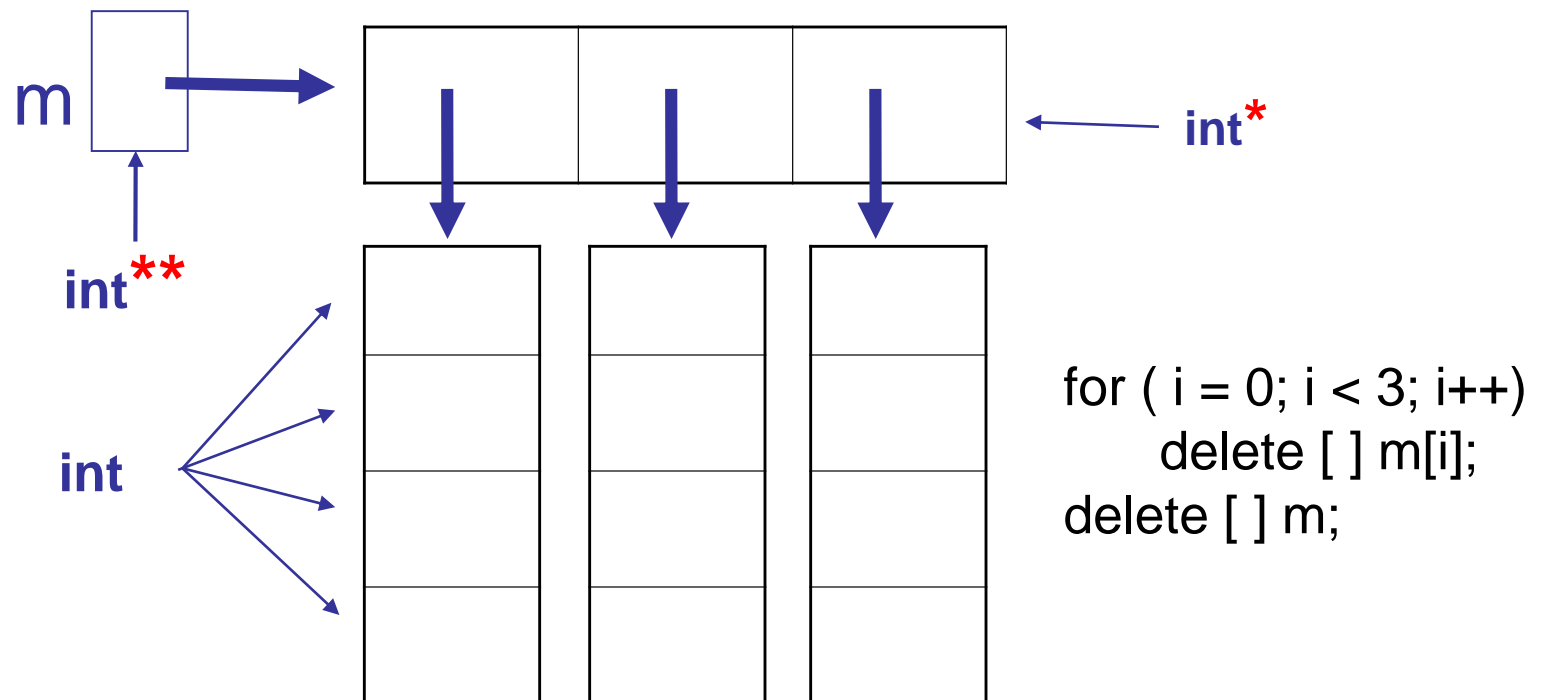 m
int*
int**
int
for ( i = 0; i < 3; i++)
delete [ ] m[i];
delete [ ] m;